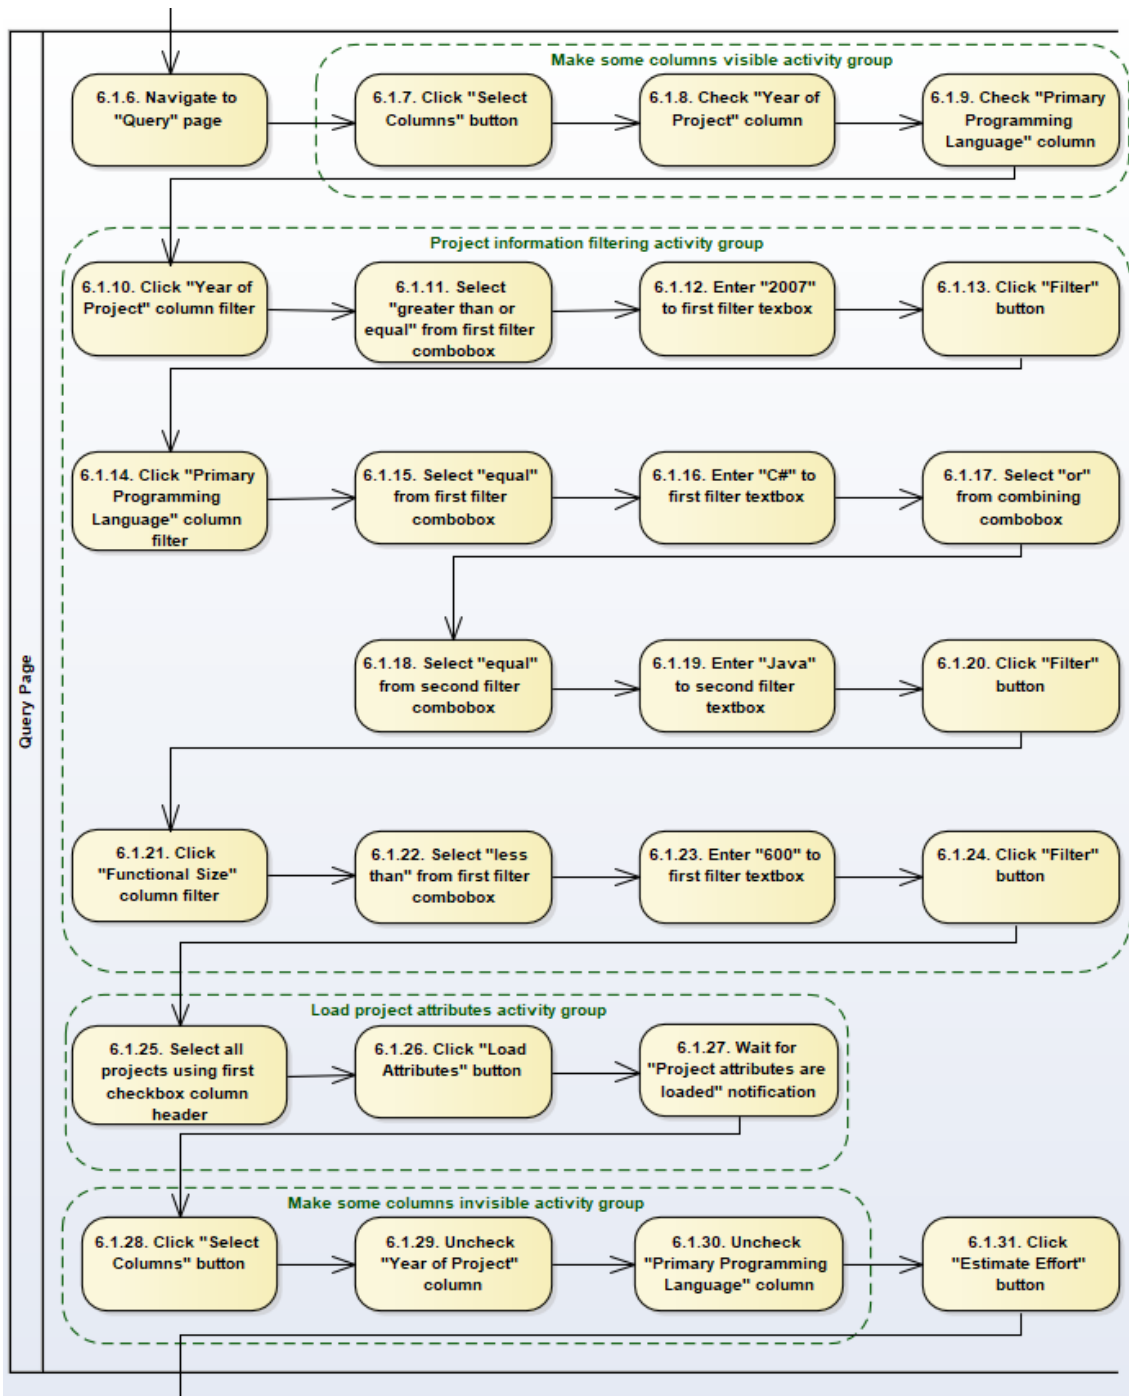 Query Page
Make some columns visible activity group
6.1.6. Navigate to
"Query" page
6.1.7. Click "Select
Columns" button
6.1.8. Check "Year of
Project" column
6.1.9. Check "Primary
Programming
Language" column
Project information filtering activity group
6.1.10. Click "Year of
Project" column filter
6.1.11. Select
"greater than or
equal" from first filter
combobox
6.1.12. Enter "2007"
to first filter texbox
6.1.13. Click "Filter"
button
6.1.14. Click "Primary
Programming
Language" column
filter
6.1.15. Select "equal"
from first filter
combobox
6.1.16. Enter "C#" to
first filter textbox
6.1.17. Select "or"
from combining
combobox
6.1.18. Select "equal"
from second filter
combobox
6.1.19. Enter "Java"
to second filter
textbox
6.1.20. Click "Filter"
button
6.1.21. Click
"Functional Size"
column filter
6.1.22. Select "less
than" from first filter
combobox
6.1.23. Enter "600" to
first filter textbox
6.1.24. Click "Filter"
button
Load project attributes activity group
6.1.25. Select all
projects using first
checkbox column
header
6.1.26. Click "Load
Attributes" button
6.1.27. Wait for
"Project attributes are
loaded" notification
Make some columns invisible activity group
6.1.28. Click "Select
Columns" button
6.1.29. Uncheck
"Year of Project"
column
6.1.30. Uncheck
"Primary Programming
Language" column
6.1.31. Click
"Estimate Effort"
button